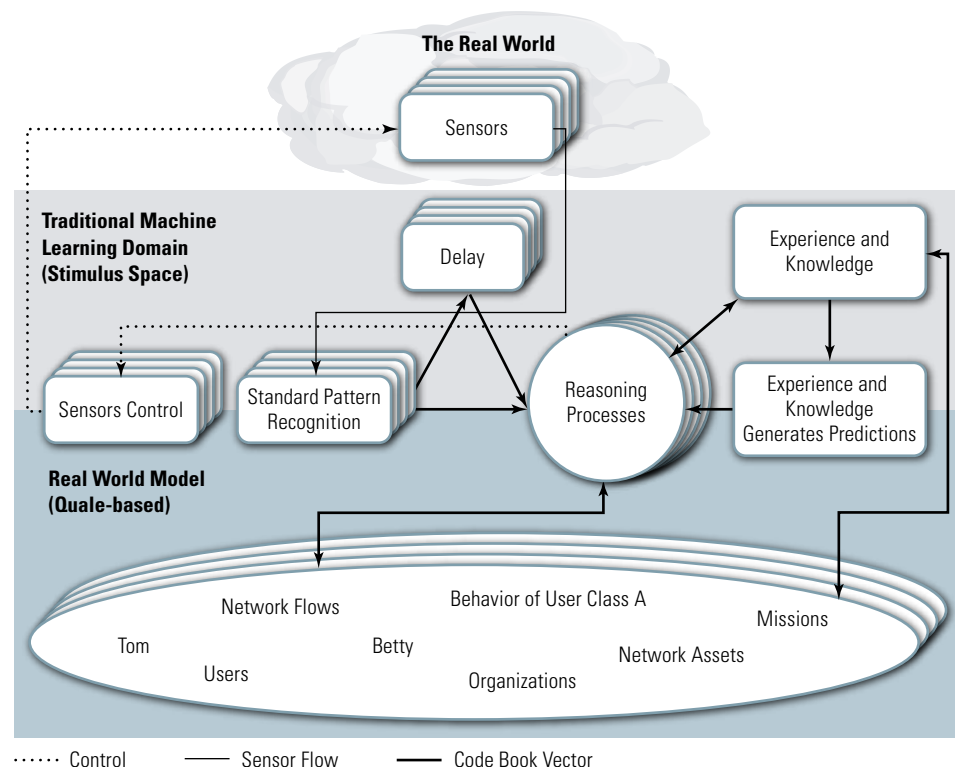 The Real World
Sensors
Traditional Machine
Learning Domain
(Stimulus Space)
Delay
Experience and
Knowledge
Sensors Control
Standard Pattern
Recognition
Reasoning
Processes
Experience and
Knowledge
Generates Predictions
Real World Model
(Quale-based)
Network Flows
Behavior of User Class A
Missions
Tom
Betty
Network Assets
Users
Organizations
Control
Sensor Flow
Code Book Vector